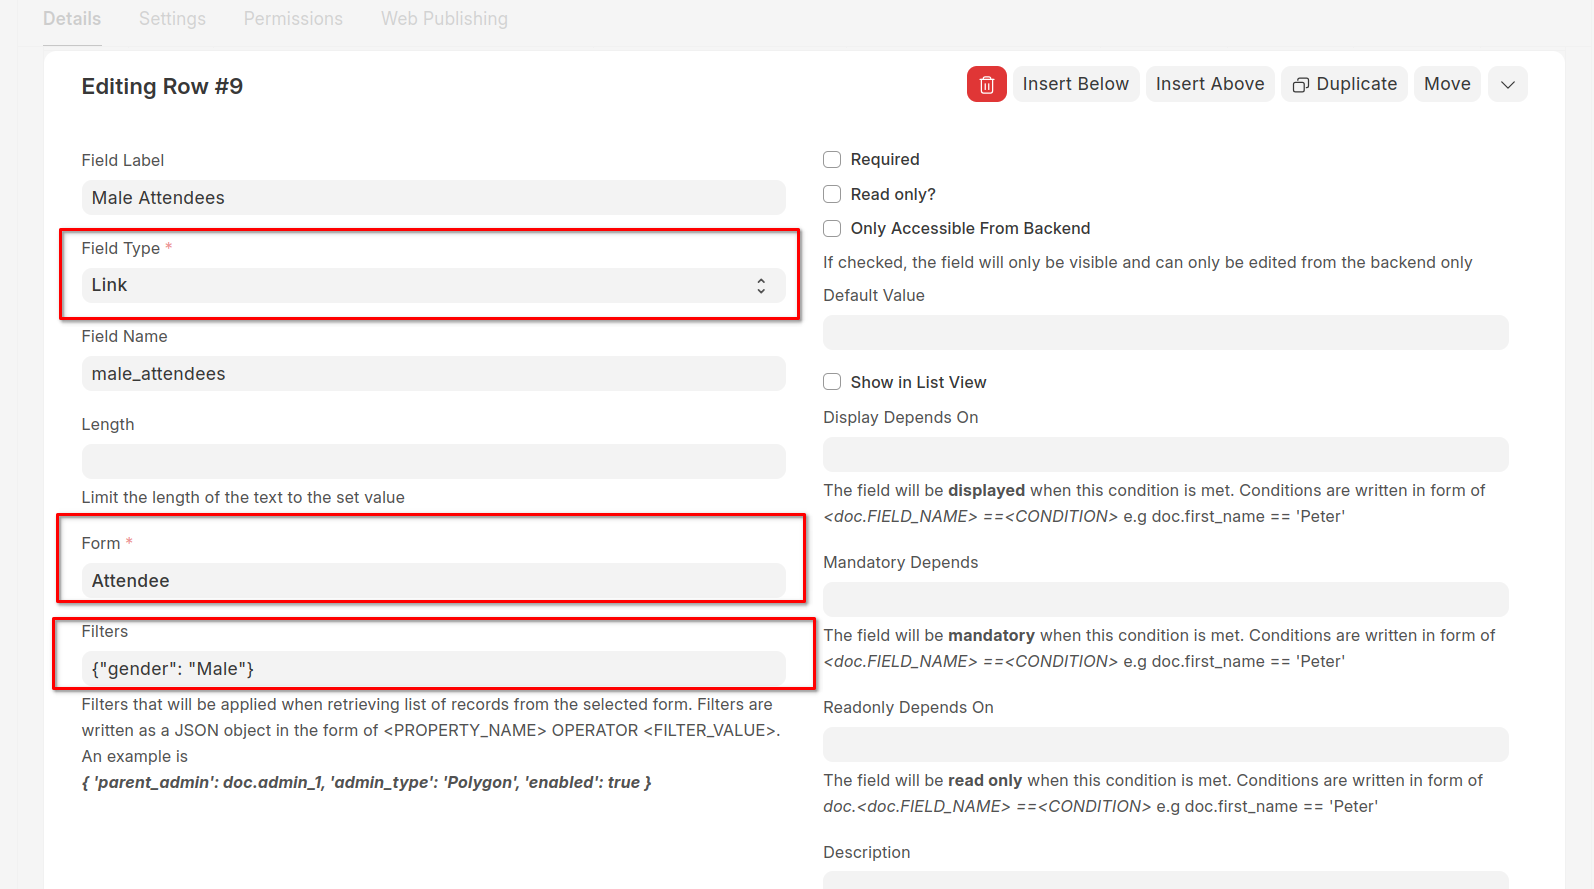 Details Settings Permissions Web Publishing
Editing Row #9
Insert Below Insert Above Duplicate Move
Field Label
Male Attendees
Field Type *
Link
Field Name
male_attendees
Length
Limit the length of the text to the set value
Form *
Attendee
Filters
{"gender": "Male"}
Filters that will be applied when retrieving list of records from the selected form. Filters are
written as a JSON object in the form of <PROPERTY_NAME> OPERATOR <FILTER_VALUE>.
An example is
{ 'parent_admin': doc.admin_1, 'admin_type': 'Polygon', 'enabled': true }
Required
Read only?
Only Accessible From Backend
If checked, the field will only be visible and can only be edited from the backend only
Default Value
Show in List View
Display Depends On
The field will be displayed when this condition is met. Conditions are written in form of
<doc.FIELD_NAME> ==<CONDITION> e.g doc.first_name == 'Peter'
Mandatory Depends
The field will be mandatory when this condition is met. Conditions are written in form of
<doc.FIELD_NAME> ==<CONDITION> e.g doc.first_name == 'Peter'
Readonly Depends On
The field will be read only when this condition is met. Conditions are written in form of
doc.<doc.FIELD_NAME> ==<CONDITION> e.g doc.first_name == 'Peter'
Description